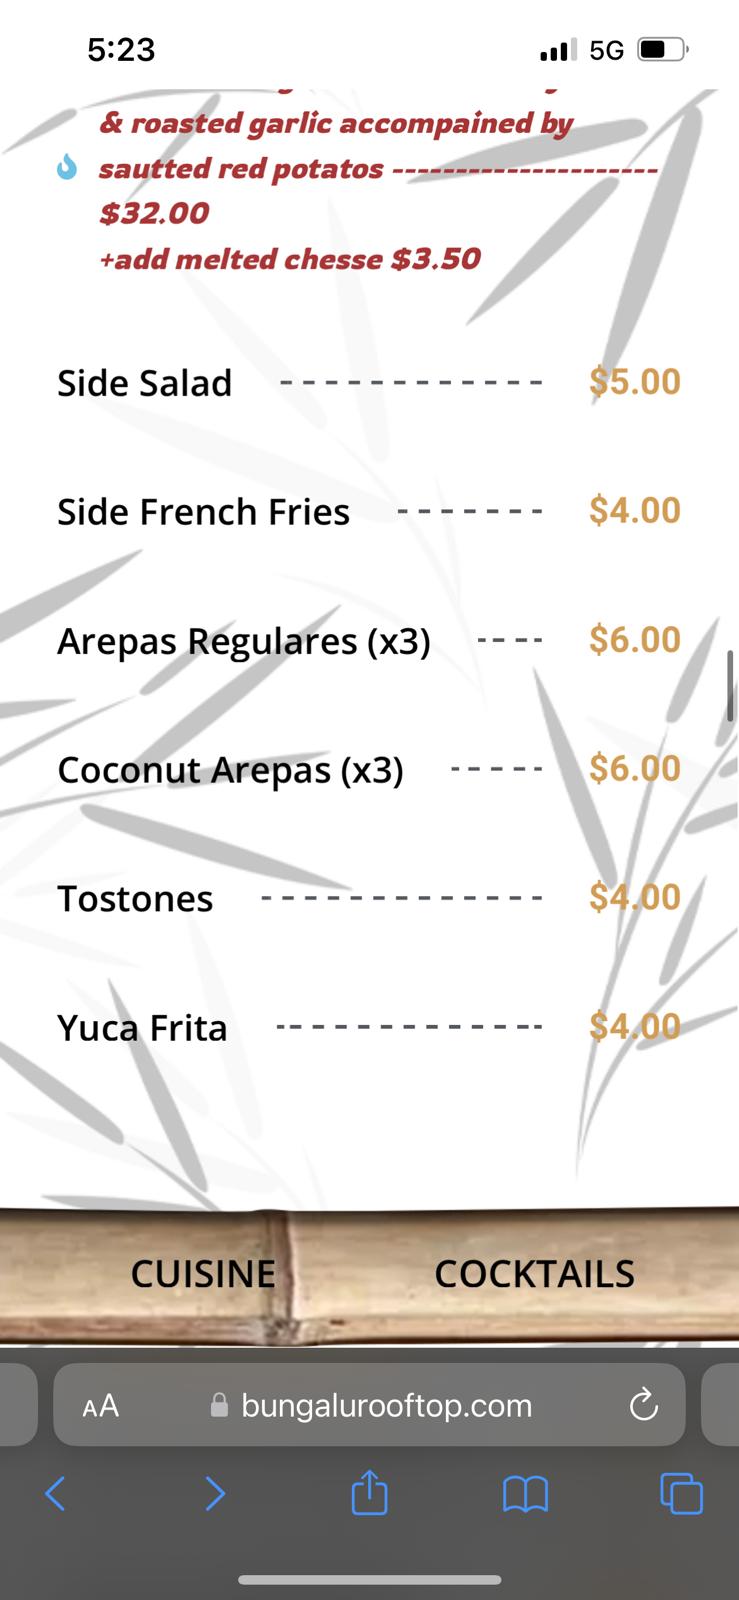 5:23 5G
& roasted garlic accompained by
sautted red potatos ---------------------
$32.00
+add melted chesse $3.50
Side Salad ------------ $5.00
Side French Fries ------- $4.00
Arepas Regulares (x3) ---- $6.00
Coconut Arepas (x3) ----- $6.00
Tostones ------------- $4.00
Yuca Frita ------------ $4.00
CUISINE COCKTAILS
AA bungalurooftop.com